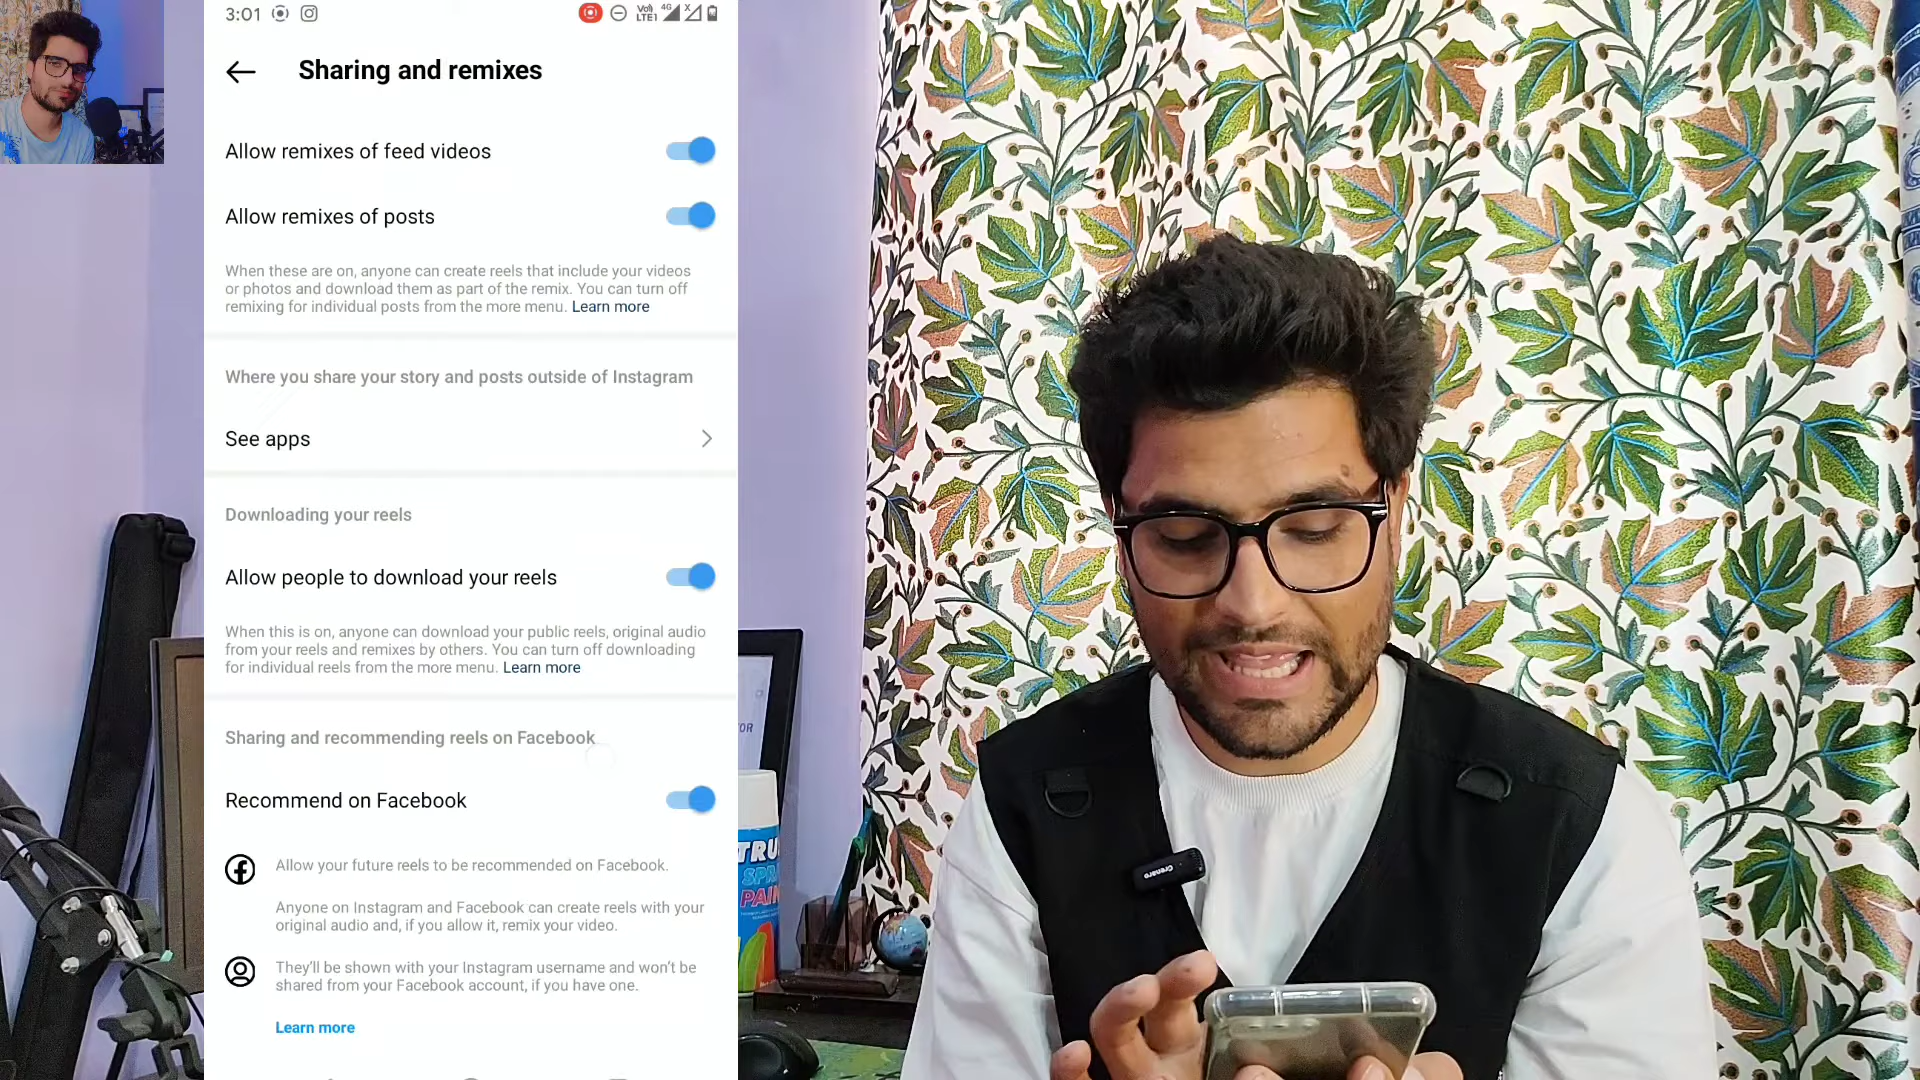 3:01
Vo)) LTE1 4G
Sharing and remixes
Allow remixes of feed videos
Allow remixes of posts
When these are on, anyone can create reels that include your videos
or photos and download them as part of the remix. You can turn off
remixing for individual posts from the more menu. Learn more
Where you share your story and posts outside of Instagram
See apps
Downloading your reels
Allow people to download your reels
When this is on, anyone can download your public reels, original audio
from your reels and remixes by others. You can turn off downloading
for individual reels from the more menu. Learn more
Sharing and recommending reels on Facebook
Recommend on Facebook
Allow your future reels to be recommended on Facebook.
Anyone on Instagram and Facebook can create reels with your
original audio and, if you allow it, remix your video.
They'll be shown with your Instagram username and won't be
shared from your Facebook account, if you have one.
Learn more
TRU
SPR
PAIN